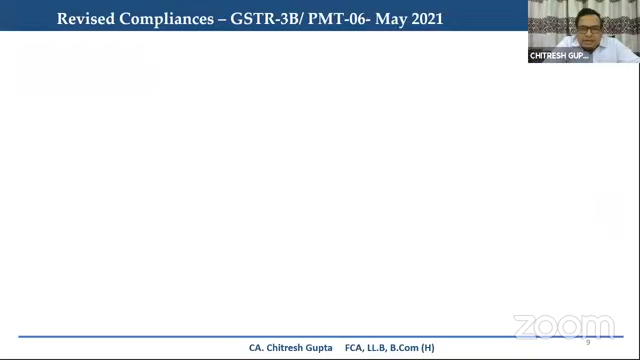 Revised Compliances – GSTR-3B/ PMT-06- May 2021
CHITRESH GUP...
zoom
9
CA. Chitresh Gupta FCA, LL.B, B.Com (H)